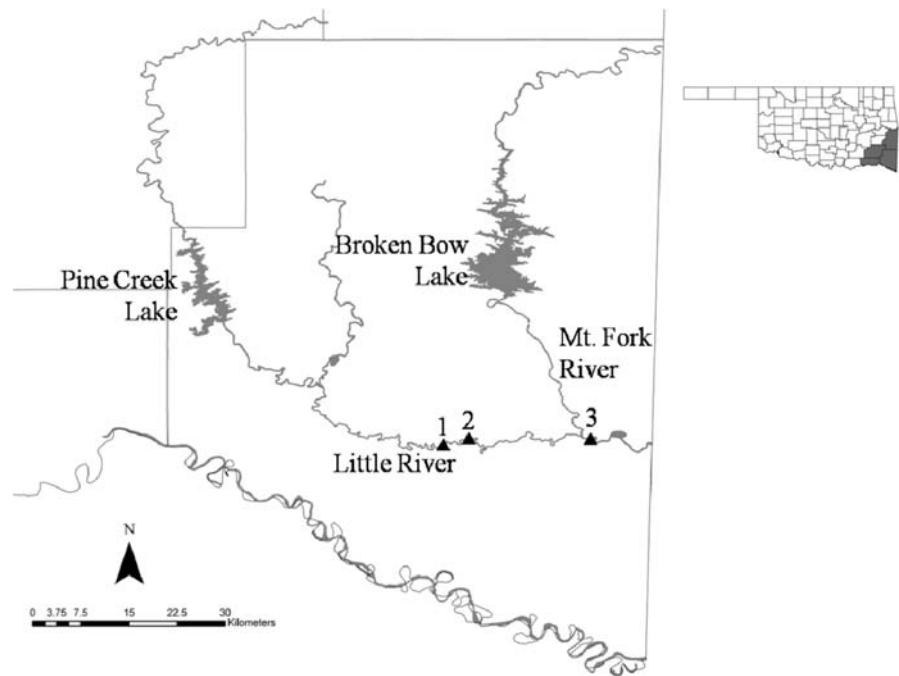 Broken Bow
Lake
Pine Creek
Lake
Mt. Fork
River
1
2
3
Little River
N
0 3.75 7.5 15 22.5 30
Kilometers